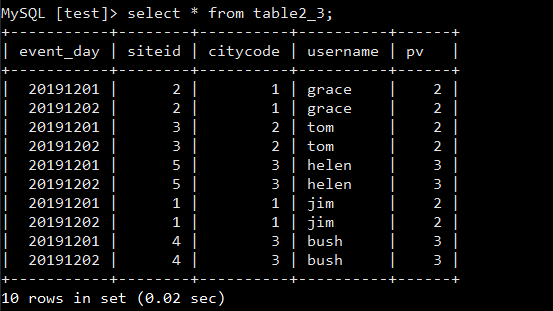 MySQL [test]> select * from table2_3;
+-----------+--------+----------+----------+------+
| event_day | siteid | citycode | username | pv   |
+-----------+--------+----------+----------+------+
|  20191201 |      2 |        1 | grace    |    2 |
|  20191202 |      2 |        1 | grace    |    2 |
|  20191201 |      3 |        2 | tom      |    2 |
|  20191202 |      3 |        2 | tom      |    2 |
|  20191201 |      5 |        3 | helen    |    3 |
|  20191202 |      5 |        3 | helen    |    3 |
|  20191201 |      1 |        1 | jim      |    2 |
|  20191202 |      1 |        1 | jim      |    2 |
|  20191201 |      4 |        3 | bush     |    3 |
|  20191202 |      4 |        3 | bush     |    3 |
+-----------+--------+----------+----------+------+
10 rows in set (0.02 sec)